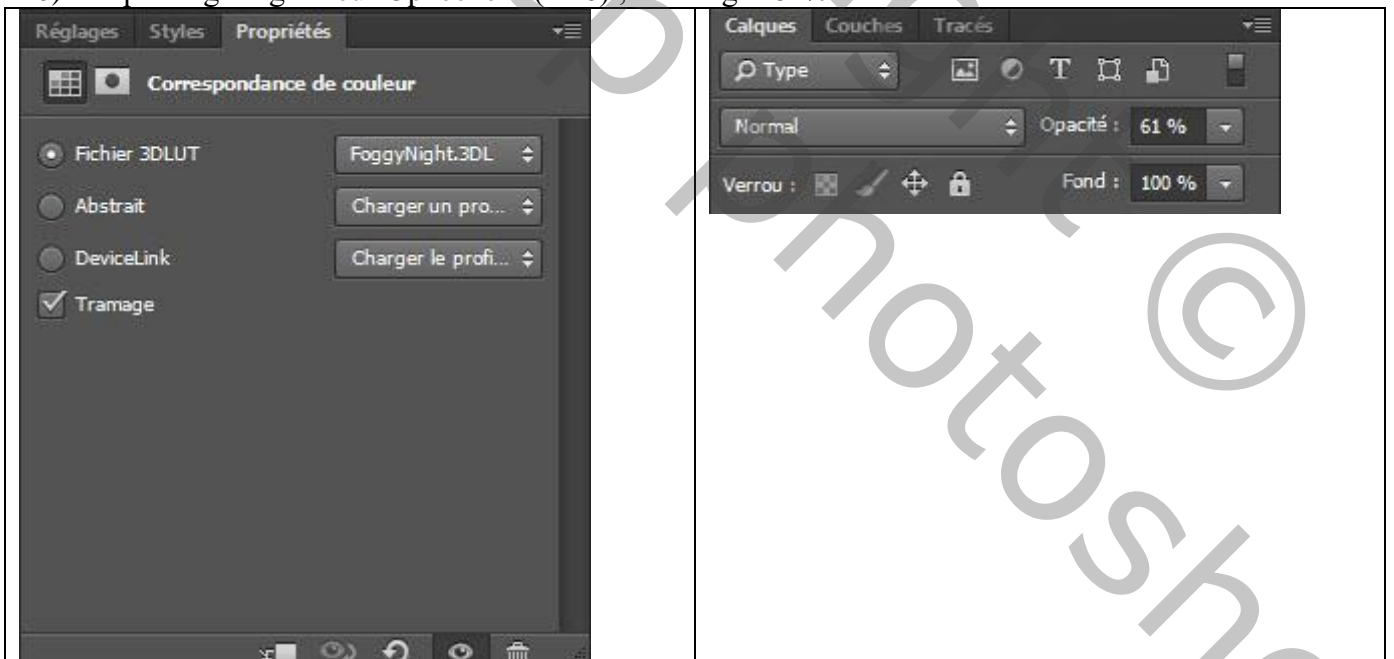 Réglages Styles Propriétés
Correspondance de couleur
Fichier 3DLUT FoggyNight.3DL
Abstrait Charger un pro...
DeviceLink Charger le profi...
Tramage
Calques Couches Tracés
Type
Normal Opacité : 61 %
Verrou : Fond : 100 %
photosho
©